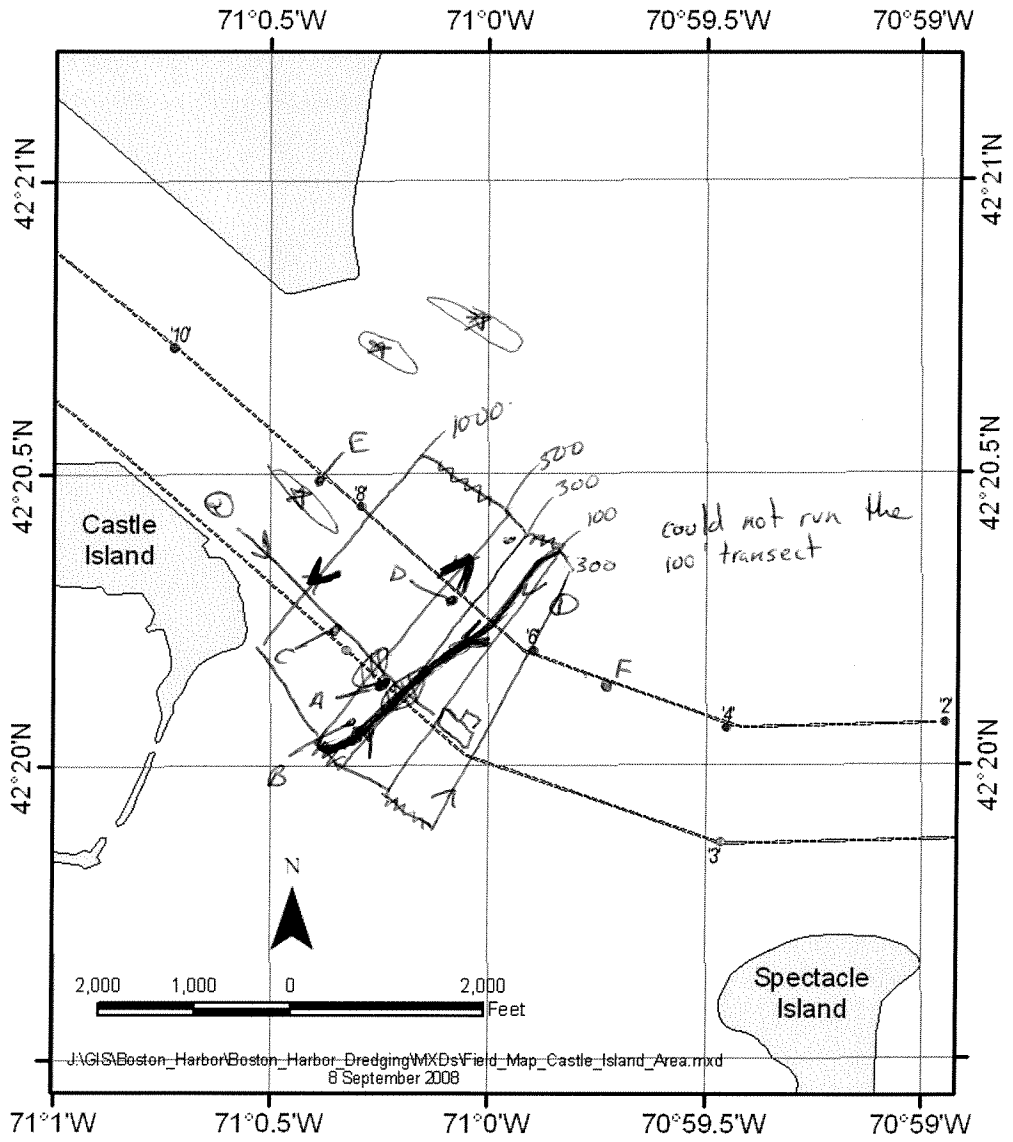 71°0.5'W
71°0'W
70°59.5'W
70°59'W
42°21'N
42°21'N
'10'
1000
E
500
42°20.5'N
42°20.5'N
'8'
300
2
100
could not run the
100' transect
Castle
Island
300
D
1
C
'6'
F
A
'4'
'2'
B
42°20'N
42°20'N
'3'
N
2,000 1,000 0 2,000
Feet
Spectacle
Island
J:\GIS\Boston_Harbor\Boston_Harbor_Dredging\MXDs\Field_Map_Castle_Island_Area.mxd
8 September 2008
71°1'W
71°0.5'W
71°0'W
70°59.5'W
70°59'W